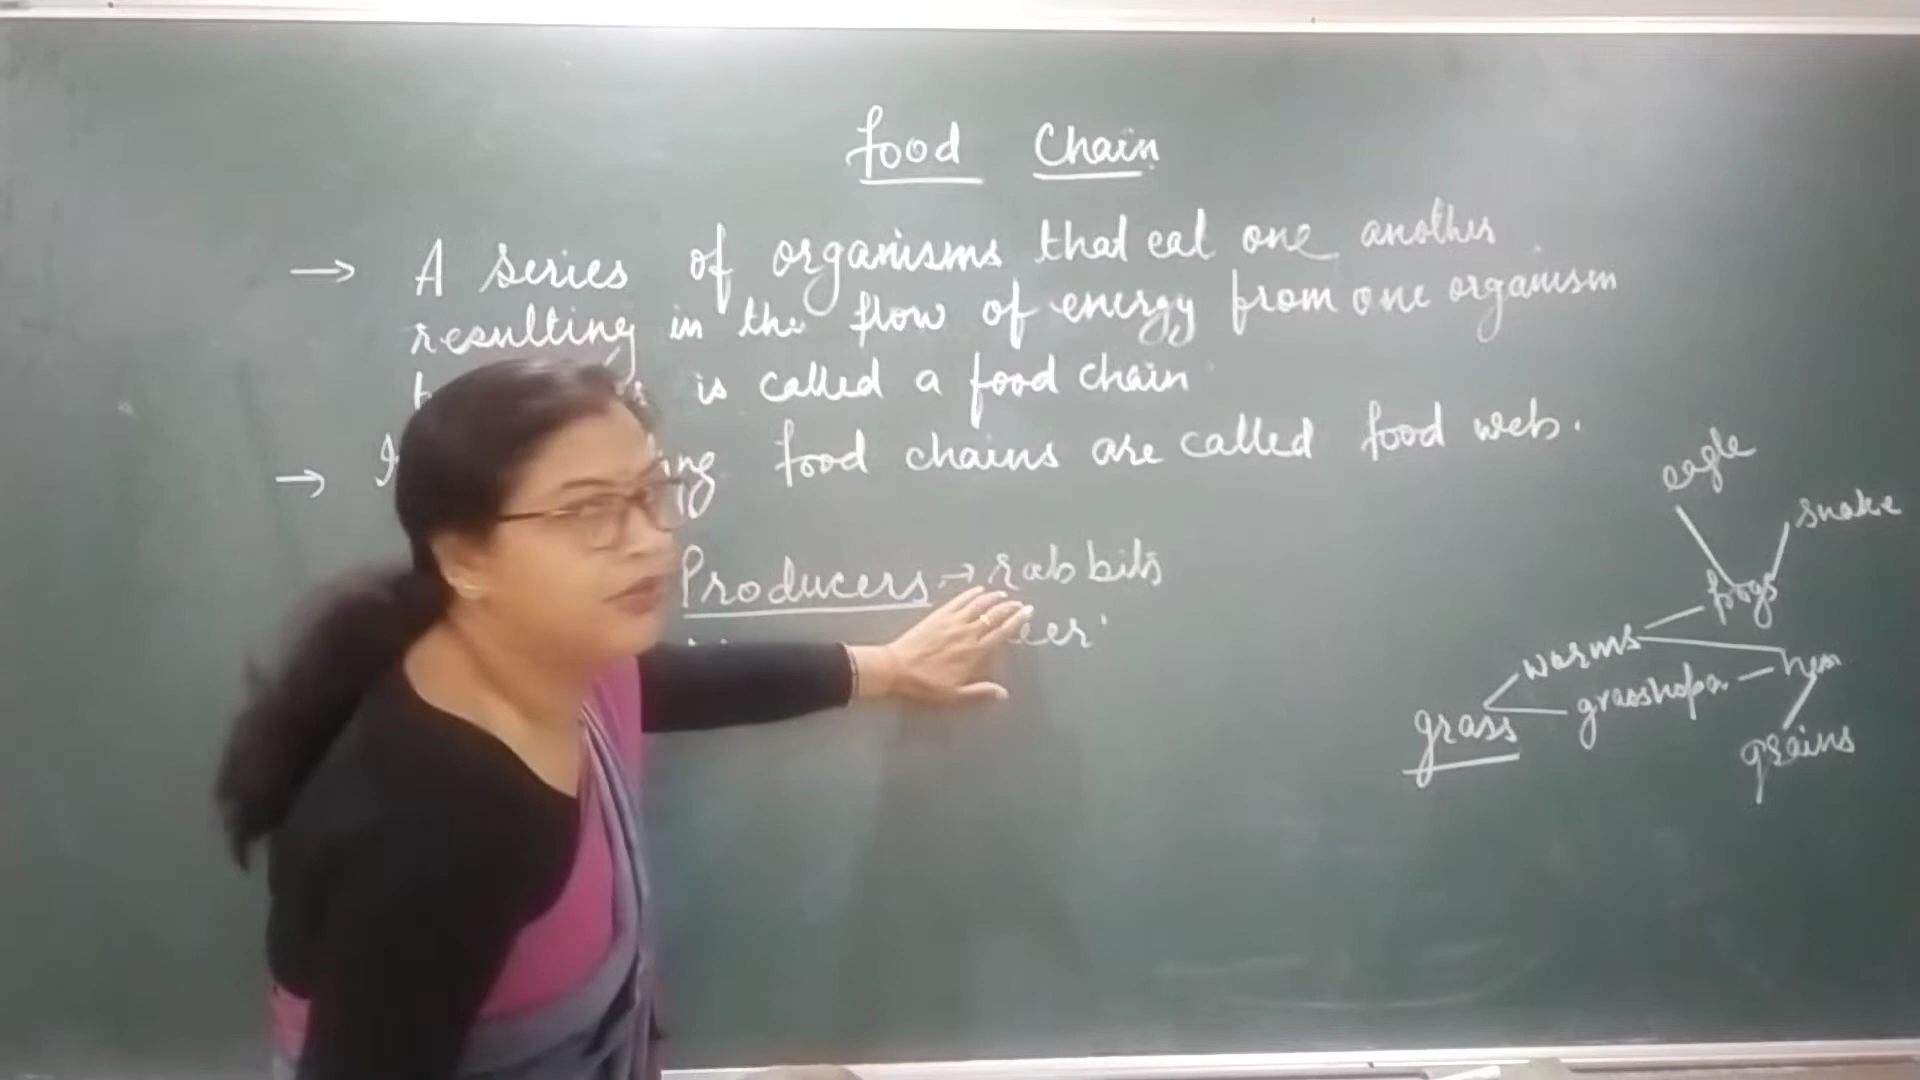 food Chain
→ A series of organisms that eat one another
resulting in the flow of energy from one organism
is called a food chain
→ food chains are called food web.
Producers → rabbits
eagle
snake
frogs
worms
hen
grasshopa
grass
grains